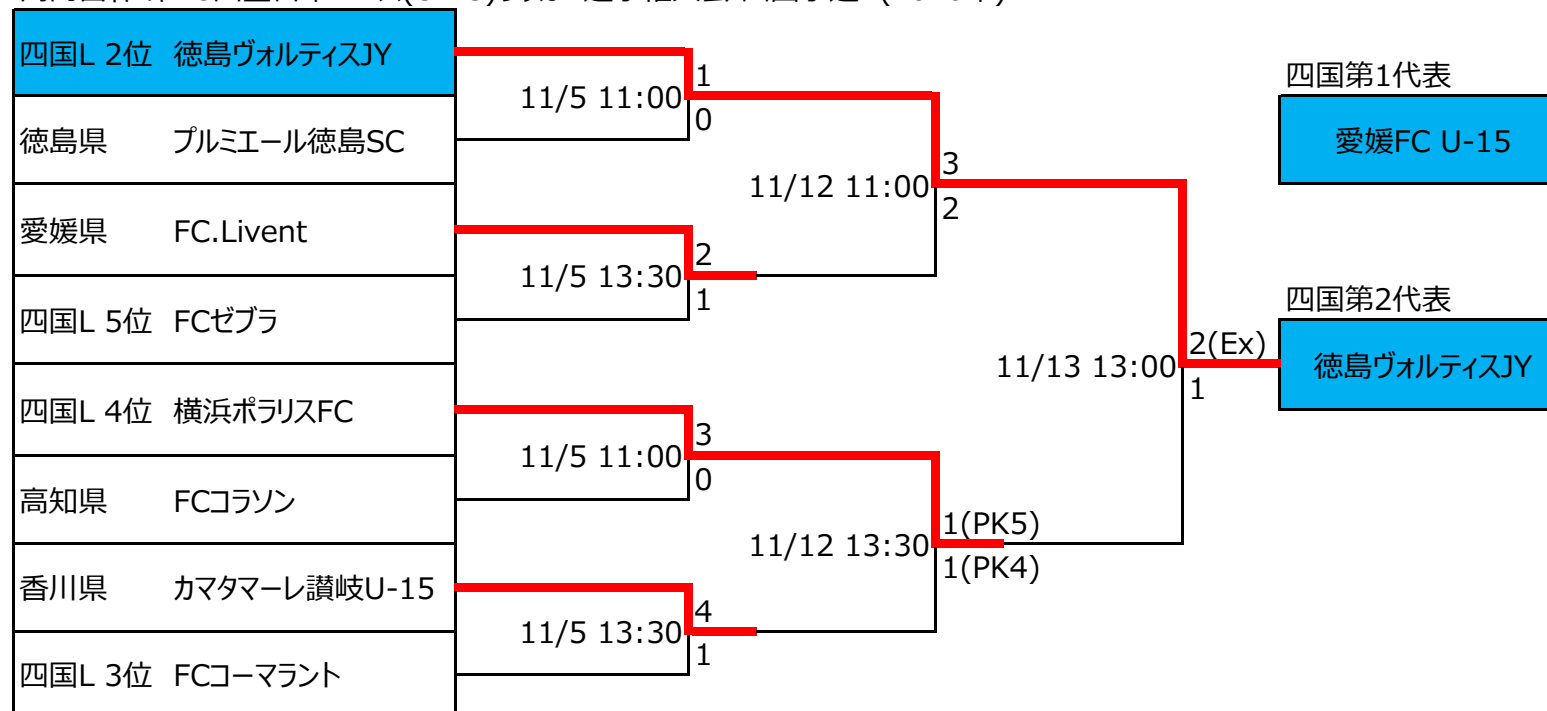 四国L 2位 徳島ヴォルティスJY
徳島県 プルミエール徳島SC
愛媛県 FC.Livent
四国L 5位 FCゼブラ
四国L 4位 横浜ポラリスFC
高知県 FCコラソン
香川県 カマタマーレ讃岐U-15
四国L 3位 FCコーマラント
11/5 11:00
1
0
11/5 13:30
2
1
11/5 11:00
3
0
11/5 13:30
4
1
11/12 11:00
3
2
11/12 13:30
1(PK5)
1(PK4)
11/13 13:00
2(Ex)
1
四国第1代表
愛媛FC U-15
四国第2代表
徳島ヴォルティスJY